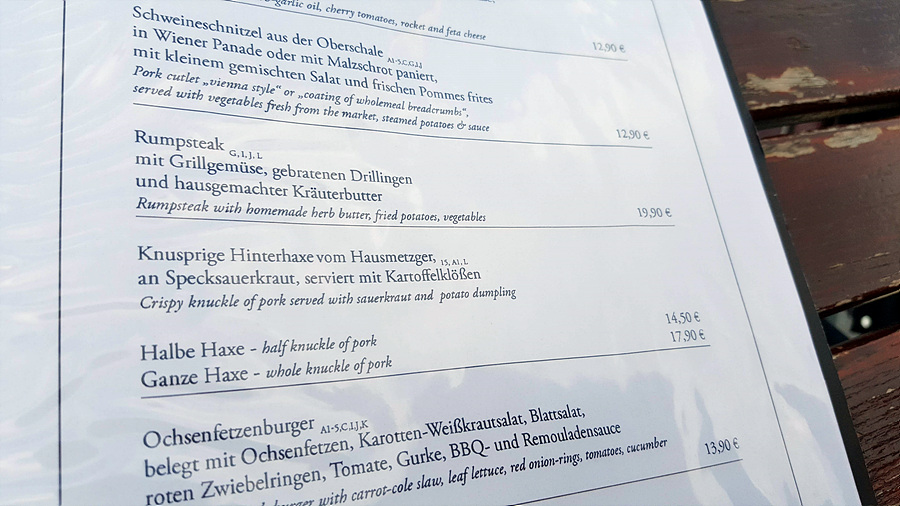 garlic oil, cherry tomatoes, rocket and feta cheese
12,90 €
Schweineschnitzel aus der Oberschale A1-5,C,G,I,J
in Wiener Panade oder mit Malzschrot paniert,
mit kleinem gemischten Salat und frischen Pommes frites
Pork cutlet „vienna style“ or „coating of wholemeal breadcrumbs“,
served with vegetables fresh from the market, steamed potatoes & sauce
12,90 €
Rumpsteak G, I, J, L
mit Grillgemüse, gebratenen Drillingen
und hausgemachter Kräuterbutter
Rumpsteak with homemade herb butter, fried potatoes, vegetables
19,90 €
Knusprige Hinterhaxe vom Hausmetzger, 15, A1, L
an Specksauerkraut, serviert mit Kartoffelklößen
Crispy knuckle of pork served with sauerkraut and potato dumpling
Halbe Haxe - half knuckle of pork 14,50 €
Ganze Haxe - whole knuckle of pork 17,90 €
Ochsenfetzenburger A1-5,C,I,J,K
belegt mit Ochsenfetzen, Karotten-Weißkrautsalat, Blattsalat,
roten Zwiebelringen, Tomate, Gurke, BBQ- und Remouladensauce
with carrot-cole slaw, leaf lettuce, red onion-rings, tomatoes, cucumber
13,90 €